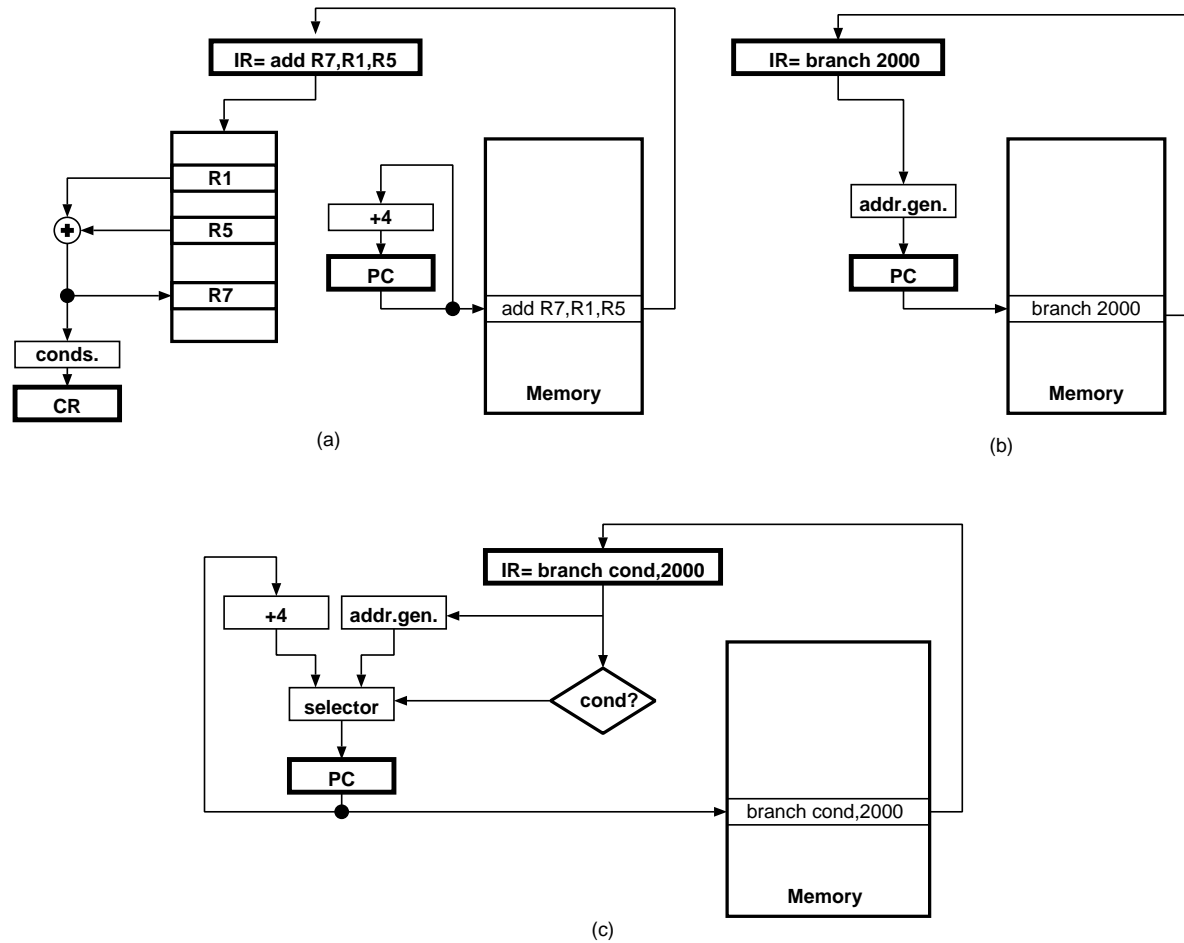 IR= add R7,R1,R5
R1
R5
R7
conds.
CR
+4
PC
add R7,R1,R5
Memory
(a)
IR= branch 2000
addr.gen.
PC
branch 2000
Memory
(b)
IR= branch cond,2000
+4
addr.gen.
cond?
selector
PC
branch cond,2000
Memory
(c)